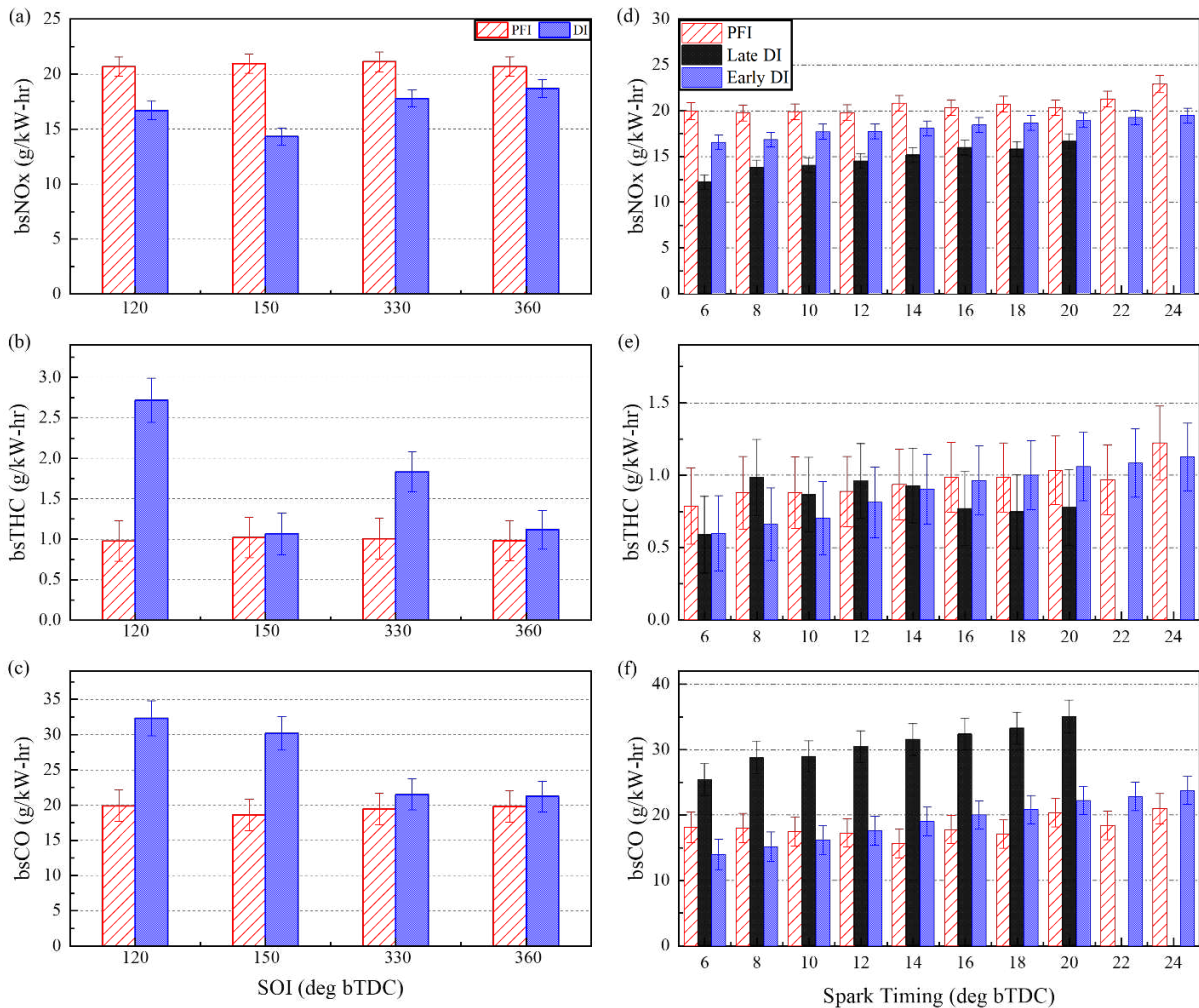 (a)
PFI DI
bsNOx (g/kW-hr)
25
20
15
10
5
0
120 150 330 360
(b)
bsTHC (g/kW-hr)
3.0
2.5
2.0
1.5
1.0
0.5
0.0
120 150 330 360
(c)
bsCO (g/kW-hr)
35
30
25
20
15
10
5
0
120 150 330 360
SOI (deg bTDC)
(d)
PFI
Late DI
Early DI
bsNOx (g/kW-hr)
30
25
20
15
10
5
0
6 8 10 12 14 16 18 20 22 24
(e)
bsTHC (g/kW-hr)
1.5
1.0
0.5
0.0
6 8 10 12 14 16 18 20 22 24
(f)
bsCO (g/kW-hr)
40
30
20
10
0
6 8 10 12 14 16 18 20 22 24
Spark Timing (deg bTDC)